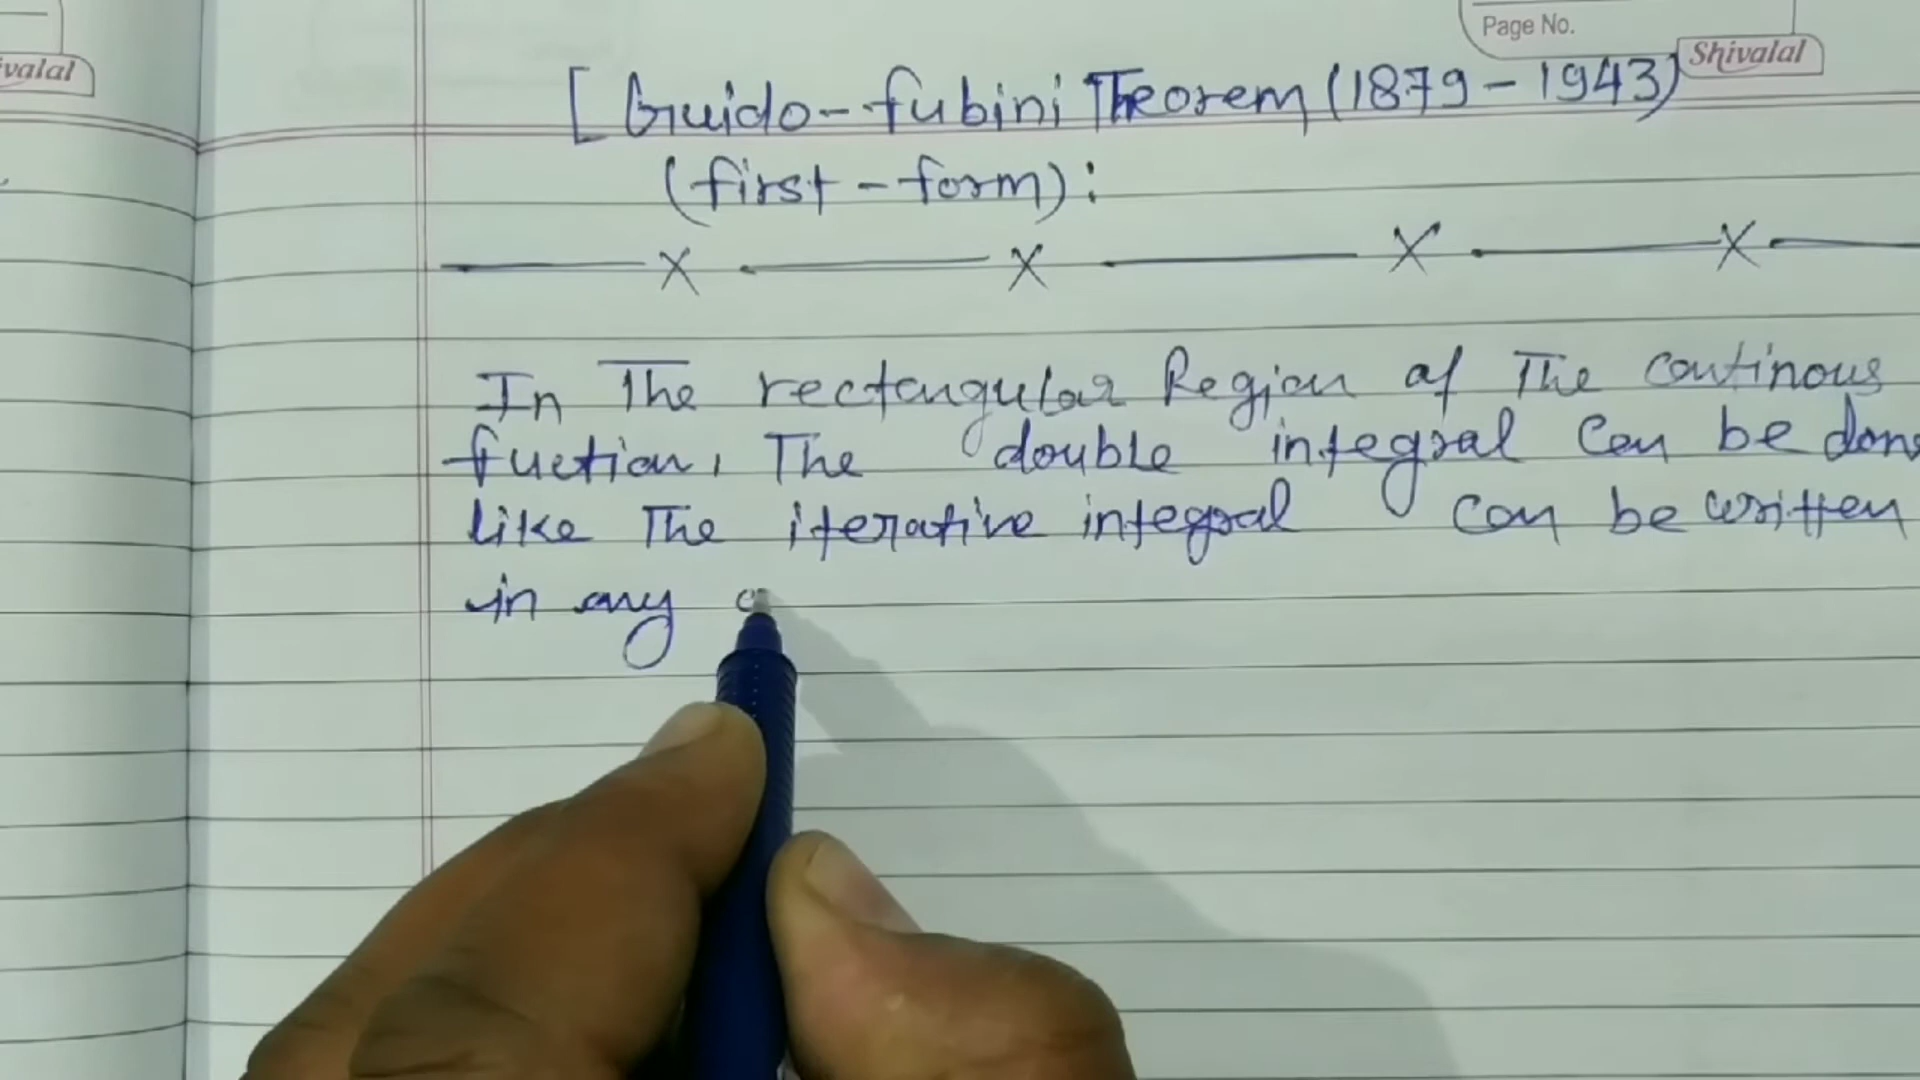 Page No.
valal
Shivalal
[ Guido-fubini Theorem (1879-1943)
(first-form):
In The rectangular Region of The continous
fuction, The double integral can be done
like The iterative integral can be written
in any o